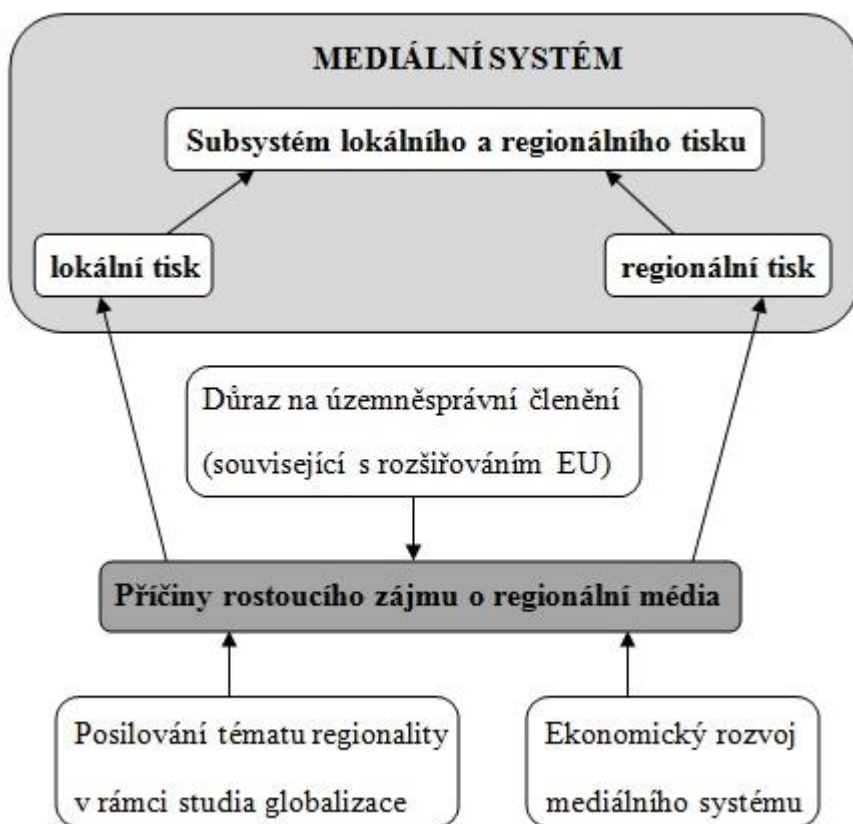 MEDIÁLNÍ SYSTÉM
Subsystém lokálního a regionálního tisku
lokální tisk
regionální tisk
Důraz na územněsprávní členění
(související s rozšiřováním EU)
Příčiny rostoucího zájmu o regionální média
Posilování tématu regionality
v rámci studia globalizace
Ekonomický rozvoj
mediálního systému